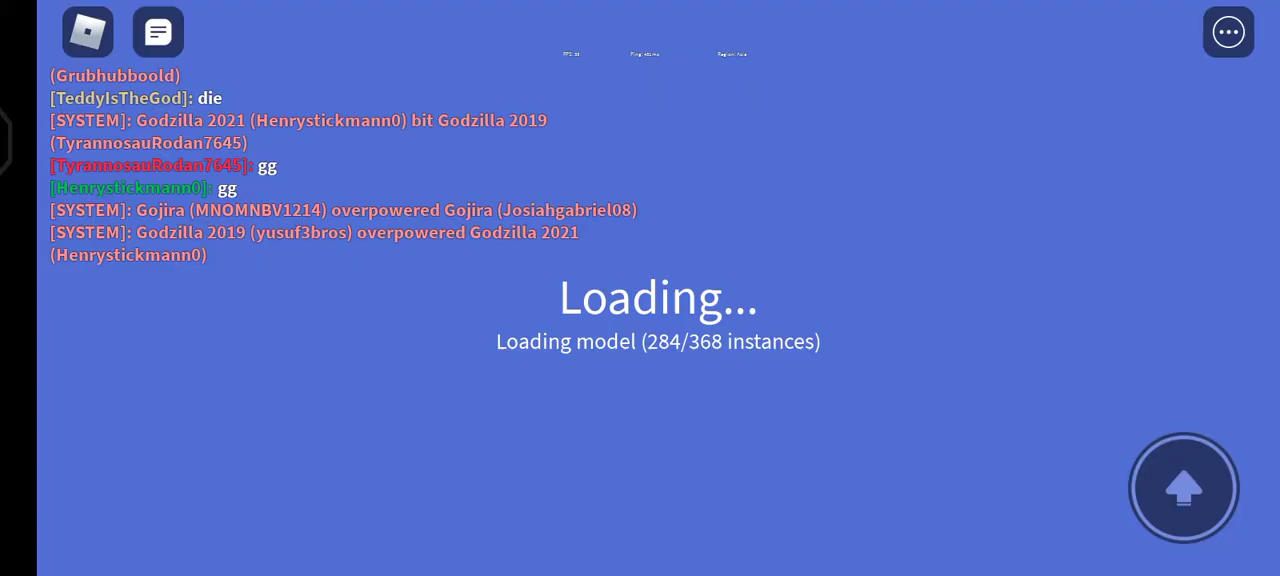 (Grubhubboold)
[TeddyIsTheGod]: die
[SYSTEM]: Godzilla 2021 (Henrystickmann0) bit Godzilla 2019
(TyrannosauRodan7645)
[TyrannosauRodan7645]: gg
[Henrystickmann0]: gg
[SYSTEM]: Gojira (MNOMNBV1214) overpowered Gojira (Josiahgabriel08)
[SYSTEM]: Godzilla 2019 (yusuf3bros) overpowered Godzilla 2021
(Henrystickmann0)
Loading...
Loading model (284/368 instances)